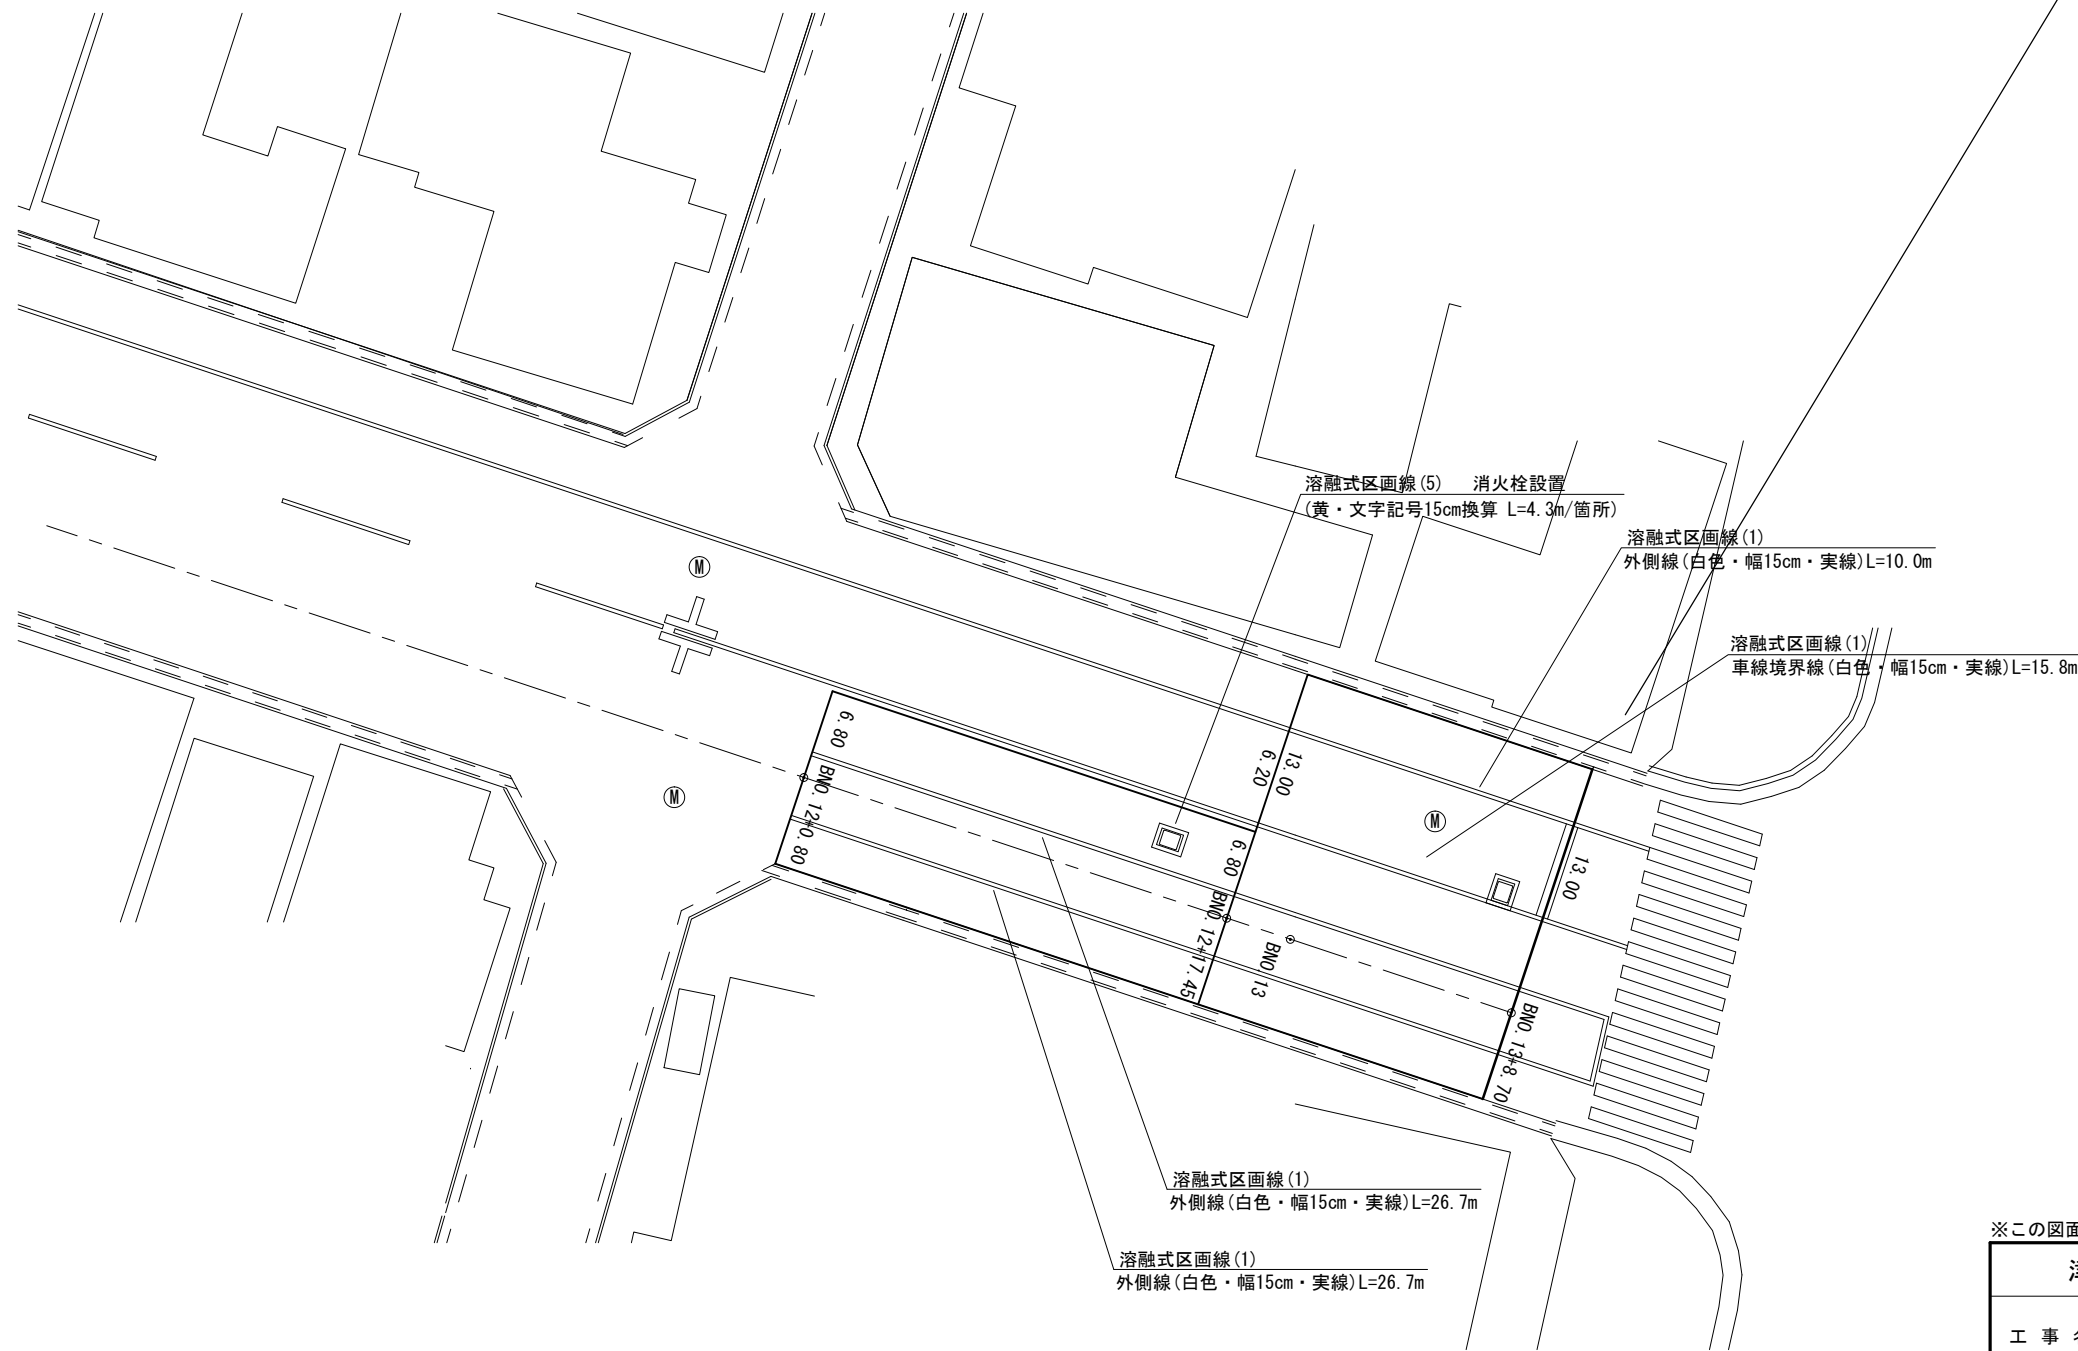 溶融式区画線(5)　消火栓設置
(黄・文字記号15cm換算 L=4.3m/箇所)
溶融式区画線(1)
外側線(白色・幅15cm・実線)L=10.0m
溶融式区画線(1)
車線境界線(白色・幅15cm・実線)L=15.8m
M
M
M
6.80
BNO.12+0.80
13.00
6.20
6.80
BNO.12+17.45
BNO.13
13.00
BNO.13+8.70
溶融式区画線(1)
外側線(白色・幅15cm・実線)L=26.7m
溶融式区画線(1)
外側線(白色・幅15cm・実線)L=26.7m
※この図面
工事